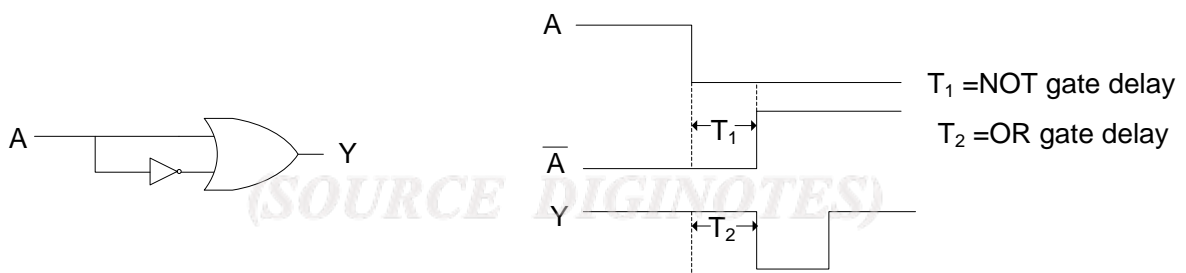 A
Y
(SOURCE DIGINOTES)
A
T₁
A̅
Y
T₂
T₁ =NOT gate delay
T₂ =OR gate delay